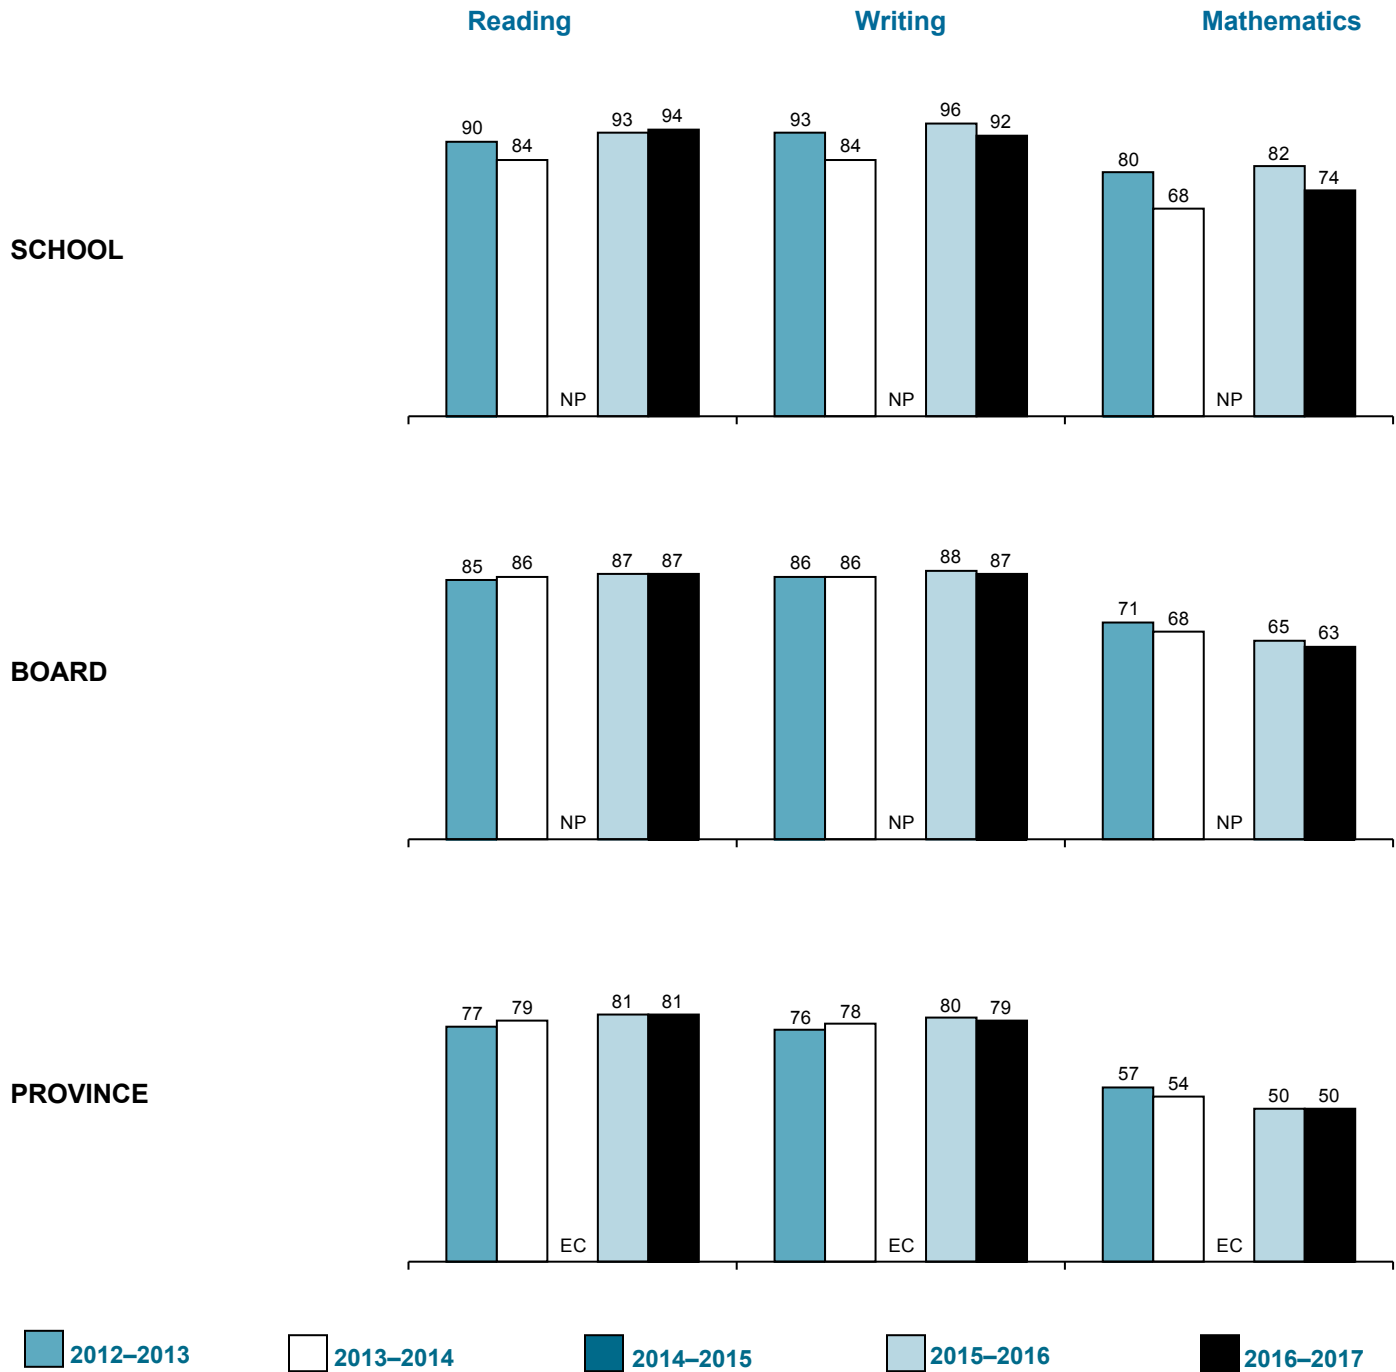 Reading Writing Mathematics
SCHOOL
90 84 NP 93 94 93 84 NP 96 92 80 68 NP 82 74
BOARD
85 86 NP 87 87 86 86 NP 88 87 71 68 NP 65 63
PROVINCE
77 79 EC 81 81 76 78 EC 80 79 57 54 EC 50 50
2012–2013 2013–2014 2014–2015 2015–2016 2016–2017